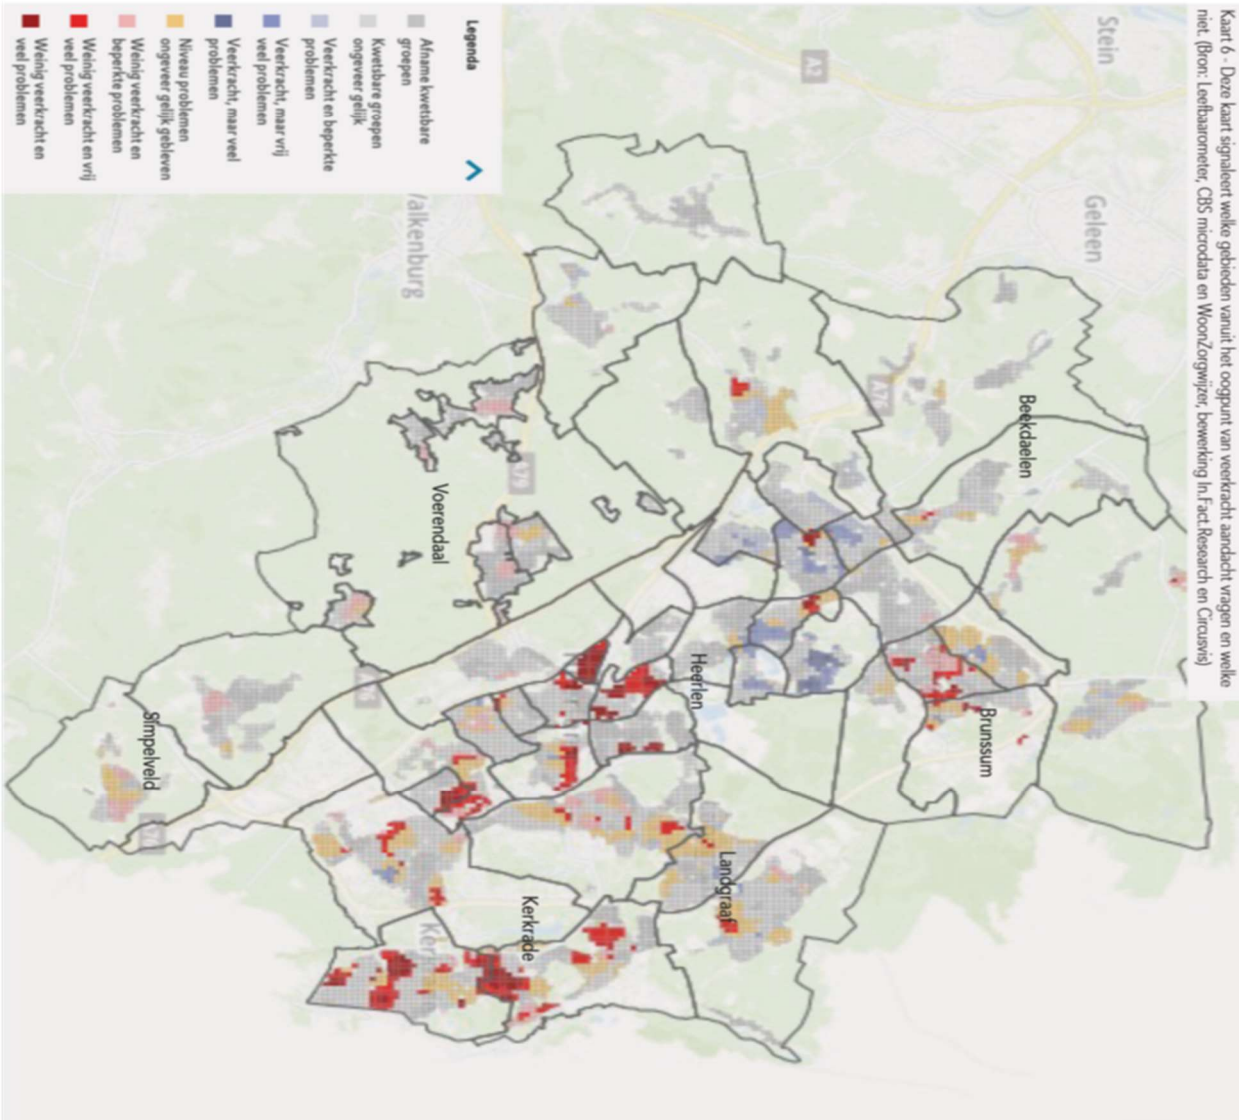 Kaart 6 - Deze kaart signaleert welke gebieden vanuit het oogpunt van veerkracht aandacht vragen en welke
niet. (Bron: Leefbaarometer, CBS microdata en WoonZorgwijzer, bewerking In.Fact.Research en Circusvis)
Stein
Geleen
A2
Beekdaelen
Brunssum
Heerlen
Landgraaf
Kerkrade
Voerendaal
Simpelveld
Legenda
Afname kwetsbare
groepen
Kwetsbare groepen
ongeveer gelijk
Veerkracht en beperkte
problemen
Veerkracht, maar vrij
veel problemen
Veerkracht, maar veel
problemen
Niveau problemen
ongeveer gelijk gebleven
Weinig veerkracht en
beperkte problemen
Weinig veerkracht en vrij
veel problemen
Weinig veerkracht en
veel problemen
alkenburg
Ker